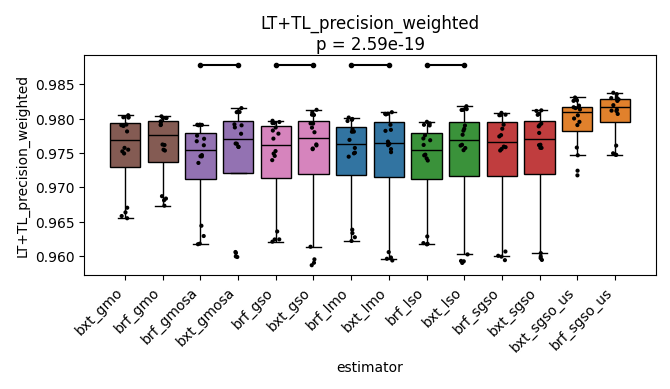 LT+TL_precision_weighted
p = 2.59e-19
LT+TL_precision_weighted
0.985
0.980
0.975
0.970
0.965
0.960
bxt_gmo
brf_gmo
brf_gmosa
bxt_gmosa
brf_gso
bxt_gso
brf_lmo
bxt_lmo
brf_lso
bxt_lso
brf_sgso
bxt_sgso
bxt_sgso_us
brf_sgso_us
estimator